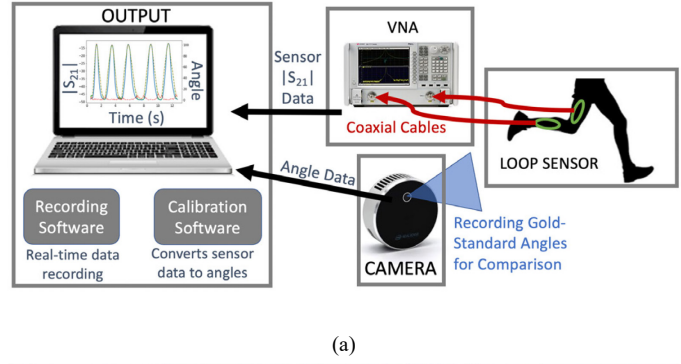 OUTPUT
|S21|
Angle
Time (s)
Recording
Software
Calibration
Software
Real-time data
recording
Converts sensor
data to angles
Sensor
|S21|
Data
Angle Data
VNA
Coaxial Cables
LOOP SENSOR
CAMERA
Recording Gold-
Standard Angles
for Comparison
(a)